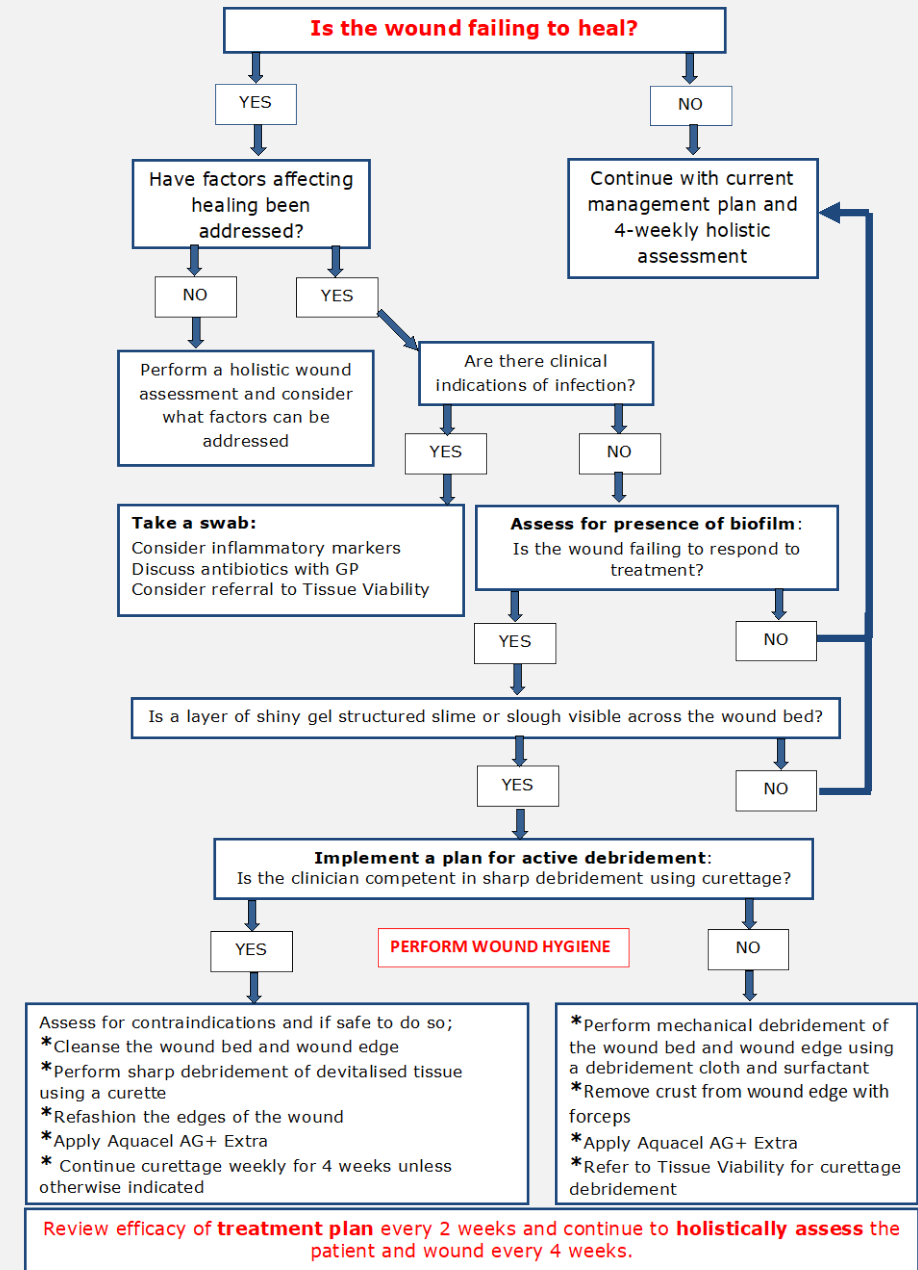 Is the wound failing to heal?
YES
NO
Have factors affecting
healing been
addressed?
Continue with current
management plan and
4-weekly holistic
assessment
NO
YES
Perform a holistic wound
assessment and consider
what factors can be
addressed
Are there clinical
indications of infection?
YES
NO
Take a swab:
Consider inflammatory markers
Discuss antibiotics with GP
Consider referral to Tissue Viability
Assess for presence of biofilm:
Is the wound failing to respond to
treatment?
YES
NO
Is a layer of shiny gel structured slime or slough visible across the wound bed?
YES
NO
Implement a plan for active debridement:
Is the clinician competent in sharp debridement using curettage?
YES
PERFORM WOUND HYGIENE
NO
Assess for contraindications and if safe to do so;
*Cleanse the wound bed and wound edge
*Perform sharp debridement of devitalised tissue
using a curette
*Refashion the edges of the wound
*Apply Aquacel AG+ Extra
* Continue curettage weekly for 4 weeks unless
otherwise indicated
*Perform mechanical debridement of
the wound bed and wound edge using
a debridement cloth and surfactant
*Remove crust from wound edge with
forceps
*Apply Aquacel AG+ Extra
*Refer to Tissue Viability for curettage
debridement
Review efficacy of treatment plan every 2 weeks and continue to holistically assess the
patient and wound every 4 weeks.